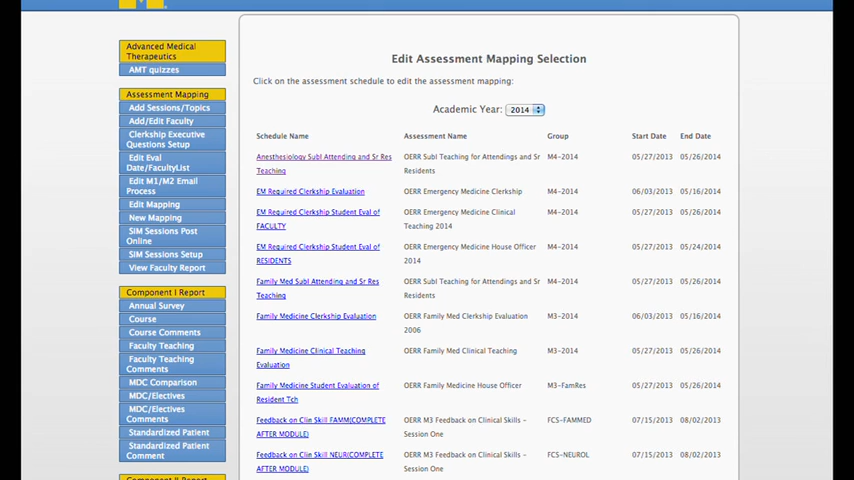 Advanced Medical
Therapeutics
AMT quizzes
Assessment Mapping
Add Sessions/Topics
Add/Edit Faculty
Clerkship Executive
Questions Setup
Edit Eval
Date/FacultyList
Edit M1/M2 Email
Process
Edit Mapping
New Mapping
SIM Sessions Post
Online
SIM Sessions Setup
View Faculty Report
Component I Report
Annual Survey
Course
Course Comments
Faculty Teaching
Faculty Teaching
Comments
MDC Comparison
MDC/Electives
MDC/Electives
Comments
Standardized Patient
Standardized Patient
Comment
Component II Report
Edit Assessment Mapping Selection
Click on the assessment schedule to edit the assessment mapping:
Academic Year: 2014
Schedule Name Assessment Name Group Start Date End Date
Anesthesiology SubI Attending and Sr Res OERR SubI Teaching for Attendings and Sr M4-2014 05/27/2013 05/26/2014
Teaching Residents
EM Required Clerkship Evaluation OERR Emergency Medicine Clerkship M4-2014 06/03/2013 05/16/2014
EM Required Clerkship Student Eval of OERR Emergency Medicine Clinical M4-2014 05/27/2013 05/26/2014
FACULTY Teaching 2014
EM Required Clerkship Student Eval of OERR Emergency Medicine House Officer M4-2014 05/27/2013 05/24/2014
RESIDENTS 2014
Family Med SubI Attending and Sr Res OERR SubI Teaching for Attendings and Sr M4-2014 05/27/2013 05/26/2014
Teaching Residents
Family Medicine Clerkship Evaluation OERR Family Med Clerkship Evaluation M3-2014 06/03/2013 05/16/2014
2006
Family Medicine Clinical Teaching OERR Family Med Clinical Teaching M3-2014 05/27/2013 05/26/2014
Evaluation
Family Medicine Student Evaluation of OERR Family Medicine House Officer M3-FamRes 05/27/2013 05/26/2014
Resident Tch
Feedback on Clin Skill FAMM(COMPLETE OERR M3 Feedback on Clinical Skills - FCS-FAMMED 07/15/2013 08/02/2013
AFTER MODULE) Session One
Feedback on Clin Skill NEUR(COMPLETE OERR M3 Feedback on Clinical Skills - FCS-NEUROL 07/15/2013 08/02/2013
AFTER MODULE) Session One